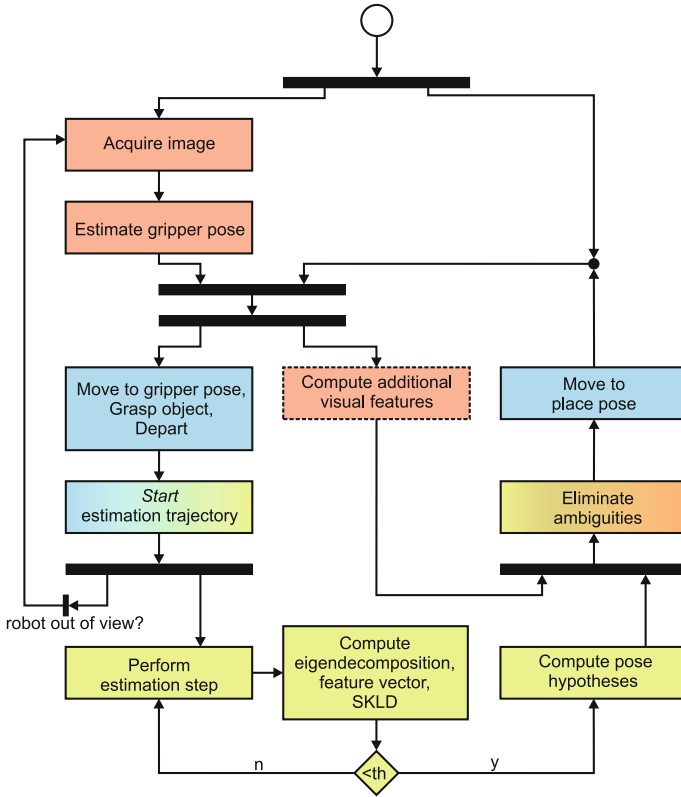 Acquire image
Estimate gripper pose
Move to gripper pose,
Grasp object,
Depart
Compute additional
visual features
Move to
place pose
Start
estimation trajectory
Eliminate
ambiguities
robot out of view?
Perform
estimation step
Compute
eigendecomposition,
feature vector,
SKLD
Compute pose
hypotheses
n
<th
y